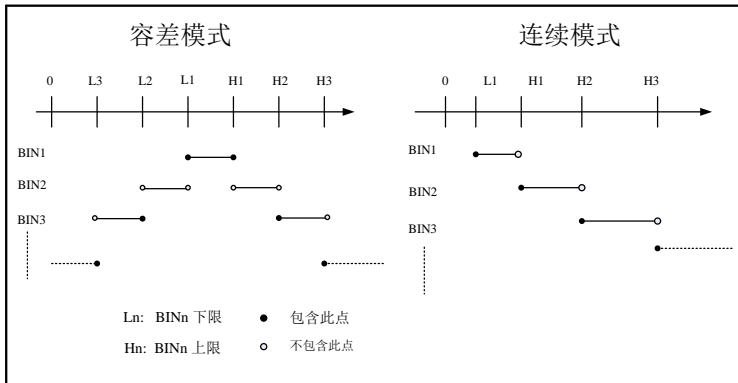 容差模式
连续模式
0 L3 L2 L1 H1 H2 H3
0 L1 H1 H2 H3
BIN1
BIN2
BIN3
BIN1
BIN2
BIN3
Ln: BINn 下限 包含此点
Hn: BINn 上限 不包含此点